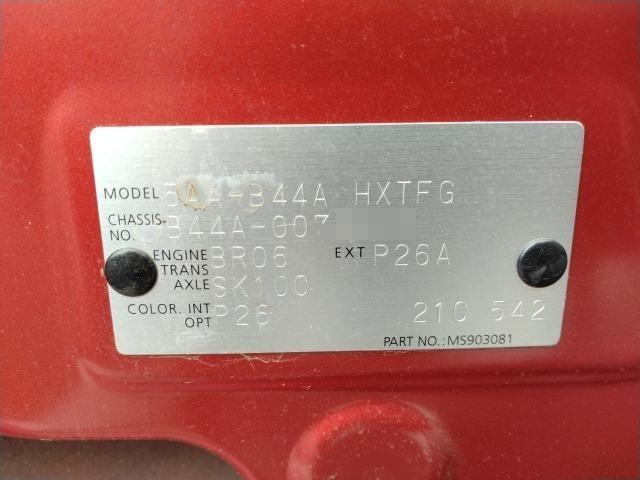 MODEL 5AA-B44A HXTFG
CHASSIS-NO. B44A-007
ENGINE BR06 EXT P26A
TRANS AXLE SK100
COLOR. INT P26
OPT 210 542
PART NO.:MS903081